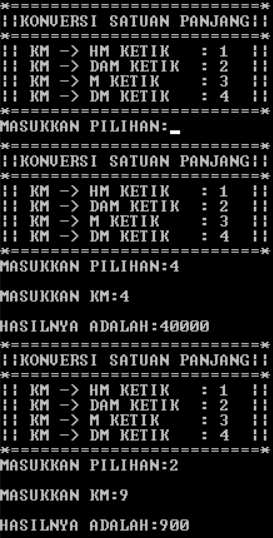 *==========================*
¦¦KONVERSI SATUAN PANJANG¦¦
*==========================*
¦¦ KM -> HM KETIK : 1 ¦¦
¦¦ KM -> DAM KETIK : 2 ¦¦
¦¦ KM -> M KETIK : 3 ¦¦
¦¦ KM -> DM KETIK : 4 ¦¦
*==========================*
MASUKKAN PILIHAN:_
*==========================*
¦¦KONVERSI SATUAN PANJANG¦¦
*==========================*
¦¦ KM -> HM KETIK : 1 ¦¦
¦¦ KM -> DAM KETIK : 2 ¦¦
¦¦ KM -> M KETIK : 3 ¦¦
¦¦ KM -> DM KETIK : 4 ¦¦
*==========================*
MASUKKAN PILIHAN:4
MASUKKAN KM:4
HASILNYA ADALAH:40000
*==========================*
¦¦KONVERSI SATUAN PANJANG¦¦
*==========================*
¦¦ KM -> HM KETIK : 1 ¦¦
¦¦ KM -> DAM KETIK : 2 ¦¦
¦¦ KM -> M KETIK : 3 ¦¦
¦¦ KM -> DM KETIK : 4 ¦¦
*==========================*
MASUKKAN PILIHAN:2
MASUKKAN KM:9
HASILNYA ADALAH:900